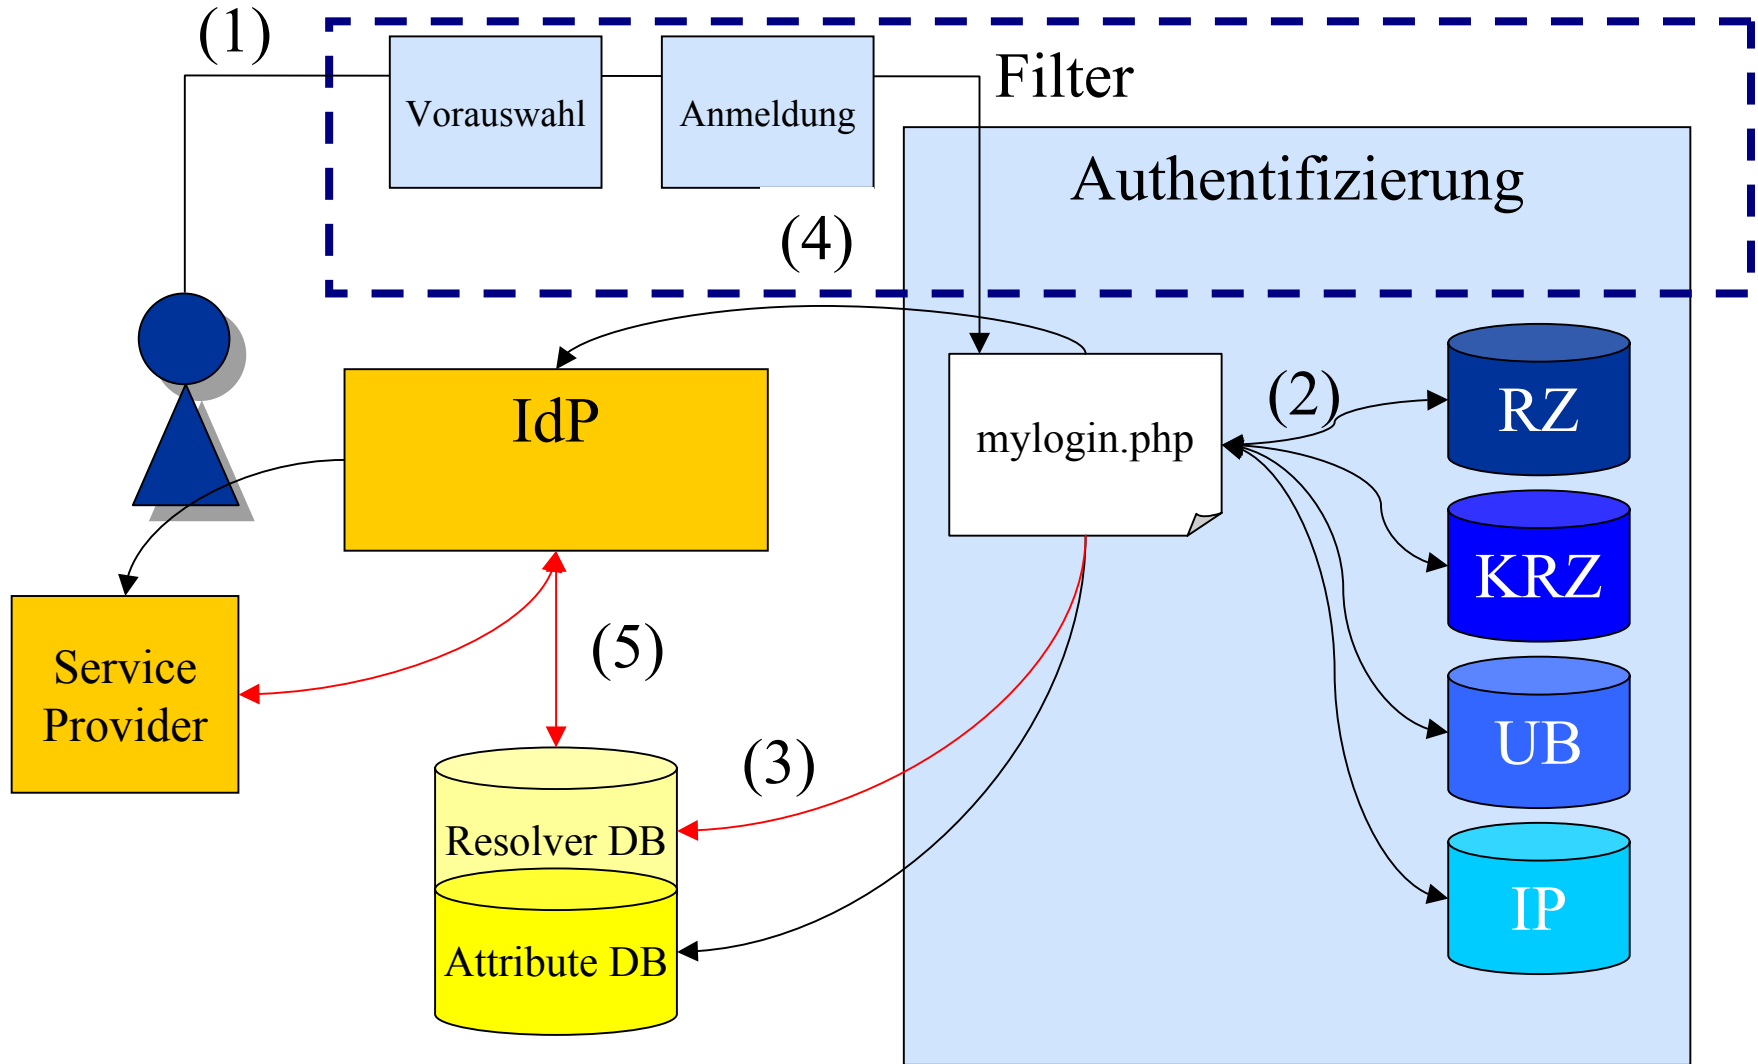 (1)
Filter
Vorauswahl
Anmeldung
Authentifizierung
(4)
(2)
RZ
IdP
mylogin.php
KRZ
(5)
Service
Provider
UB
(3)
Resolver DB
IP
Attribute DB